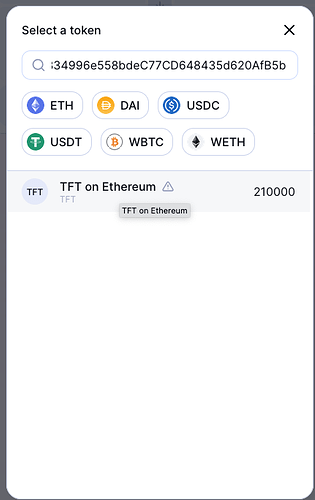 Select a token
34996e558bdeC77CD648435d620AfB5b
ETH
DAI
USDC
USDT
WBTC
WETH
TFT
TFT on Ethereum
210000
TFT
TFT on Ethereum